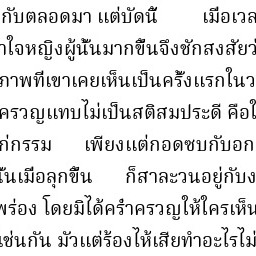 กับตลอดมา แต่บัดนี้ เมื่อเวล
าใจหญิงผู้นั้นมากขึ้นจึงชักสงสัยว่
ภาพที่เขาเคยเห็นเป็นครั้งแรกในว
ครวญแทบไม่เป็นสติสมประดี คือใ
ก่กรรม เพียงแต่กอดซบกับอก
นั้นเมื่อลุกขึ้น ก็สาละวนอยู่กับง
พร่อง โดยมิได้คร่ำครวญให้ใครเห็น
เช่นกัน มัวแต่ร้องไห้เสียทำอะไรไม่